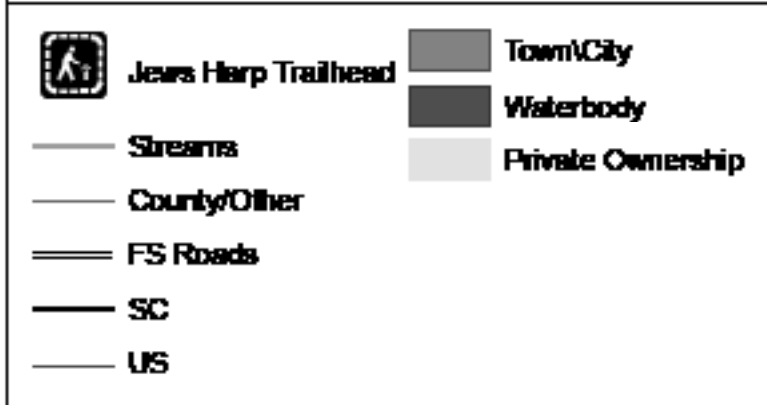 Jews Harp Trailhead
Streams
County/Other
FS Roads
SC
US
Town\City
Waterbody
Private Ownership